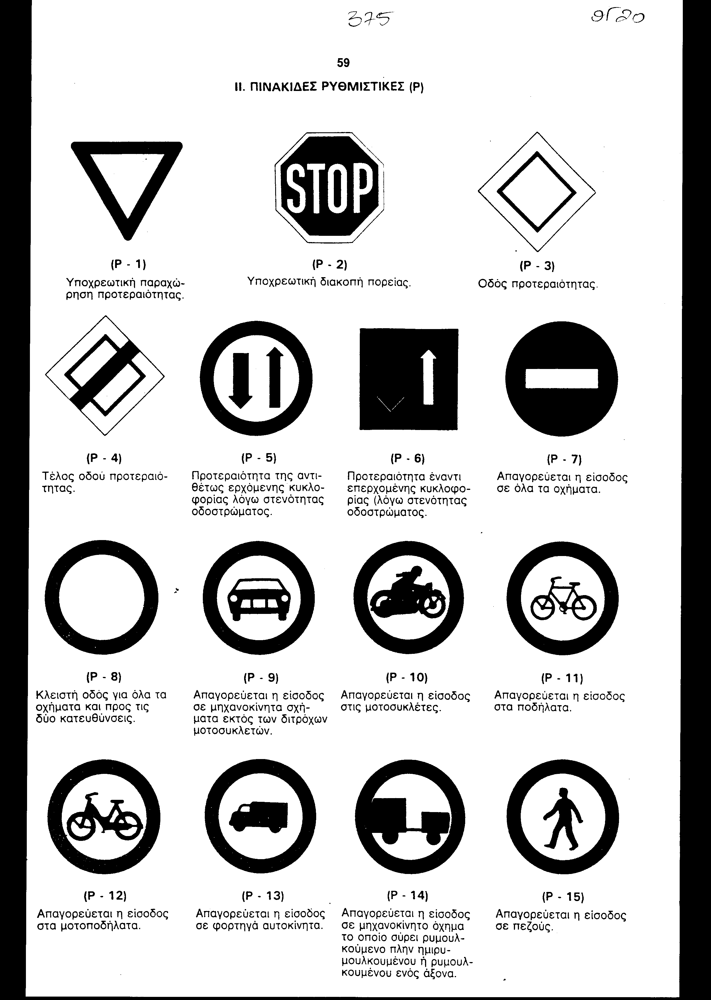 375
59
II. ΠΙΝΑΚΙΔΕΣ ΡΥΘΜΙΣΤΙΚΕΣ (Ρ)
STOP
(Ρ - 1)
Υποχρεωτική παραχώ-
ρηση προτεραιότητας.
(Ρ - 2)
Υποχρεωτική διακοπή πορείας.
(Ρ - 3)
Οδός προτεραιότητας.
(Ρ - 4)
Τέλος οδού προτεραιό-
τητας.
(Ρ - 5)
Προτεραιότητα της αντι-
θέτως ερχόμενης κυκλο-
φορίας λόγω στενότητας
οδοστρώματος.
(Ρ - 6)
Προτεραιότητα έναντι
επερχομένης κυκλοφο-
ρίας (λόγω στενότητας
οδοστρώματος.
(Ρ - 7)
Απαγορεύεται η είσοδος
σε όλα τα οχήματα.
(Ρ - 8)
Κλειστή οδός για όλα τα
οχήματα και προς τις
δύο κατευθύνσεις.
(Ρ - 9)
Απαγορεύεται η είσοδος
σε μηχανοκίνητα οχή-
ματα εκτός των διτρόχων
μοτοσυκλετών.
(Ρ - 10)
Απαγορεύεται η είσοδος
στις μοτοσυκλέτες.
(Ρ - 11)
Απαγορεύεται η είσοδος
στα ποδήλατα.
(Ρ - 12)
Απαγορεύεται η είσοδος
στα μοτοποδήλατα.
(Ρ - 13)
Απαγορεύεται η είσοδος
σε φορτηγά αυτοκίνητα.
(Ρ - 14)
Απαγορεύεται η είσοδος
σε μηχανοκίνητο όχημα
το οποίο σύρει ρυμουλ-
κούμενο πλην ημιρυ-
μουλκουμένου ή ρυμουλ-
κουμένου ενός άξονα.
(Ρ - 15)
Απαγορεύεται η είσοδος
σε πεζούς.